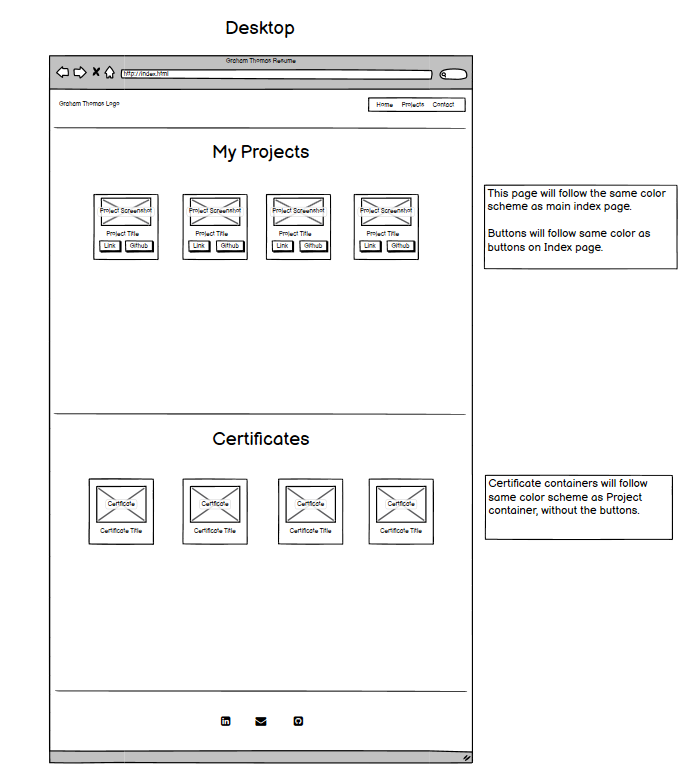 Desktop
Graham Thomas Resume
http://index.html
Graham Thomas Logo
Home Projects Contact
My Projects
Project Screenshot Project Screenshot Project Screenshot Project Screenshot
Project Title Project Title Project Title Project Title
Link Github Link Github Link Github Link Github
This page will follow the same color
scheme as main index page.
Buttons will follow same color as
buttons on Index page.
Certificates
Certificate Certificate Certificate Certificate
Certificate Title Certificate Title Certificate Title Certificate Title
Certificate containers will follow
same color scheme as Project
container, without the buttons.
in